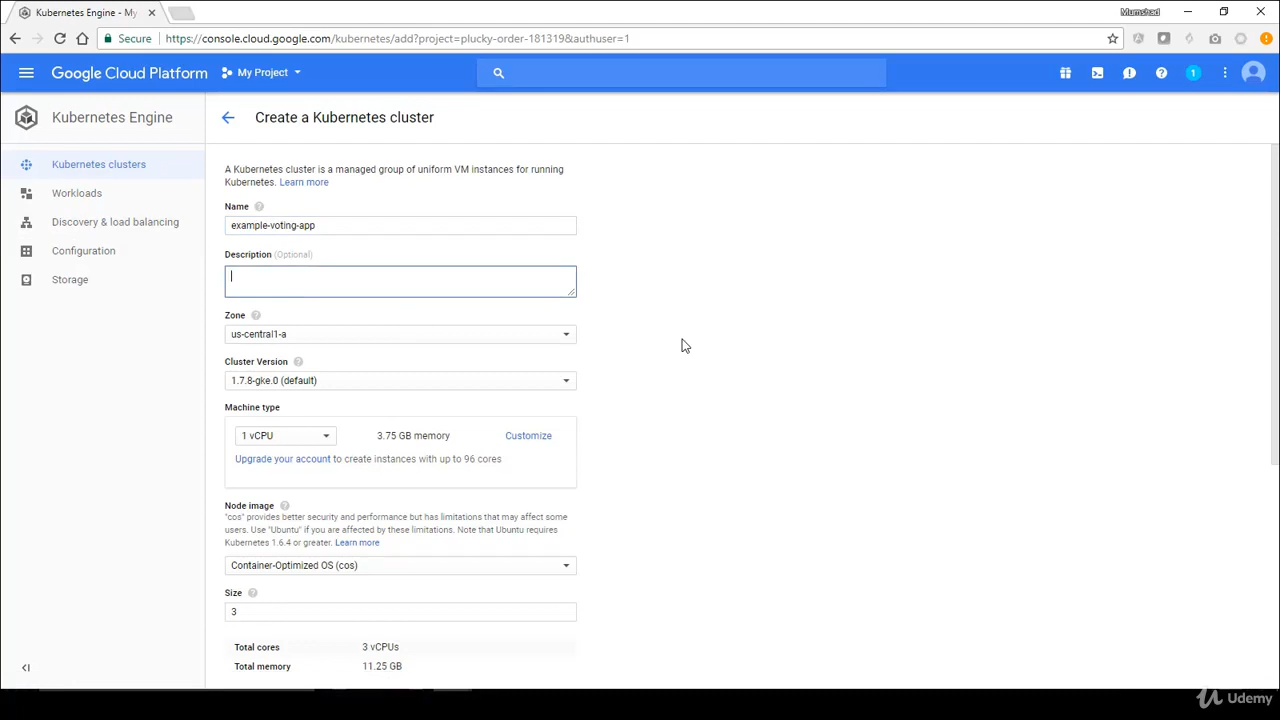 Kubernetes Engine - My
Mumshad
Secure
https://console.cloud.google.com/kubernetes/add?project=plucky-order-181319&authuser=1
Google Cloud Platform
My Project
1
Kubernetes Engine
Create a Kubernetes cluster
Kubernetes clusters
Workloads
Discovery & load balancing
Configuration
Storage
A Kubernetes cluster is a managed group of uniform VM instances for running
Kubernetes. Learn more
Name
example-voting-app
Description (Optional)
Zone
us-central1-a
Cluster Version
1.7.8-gke.0 (default)
Machine type
1 vCPU
3.75 GB memory
Customize
Upgrade your account to create instances with up to 96 cores
Node image
"cos" provides better security and performance but has limitations that may affect some
users. Use "Ubuntu" if you are affected by these limitations. Note that Ubuntu requires
Kubernetes 1.6.4 or greater. Learn more
Container-Optimized OS (cos)
Size
3
Total cores 3 vCPUs
Total memory 11.25 GB
Udemy